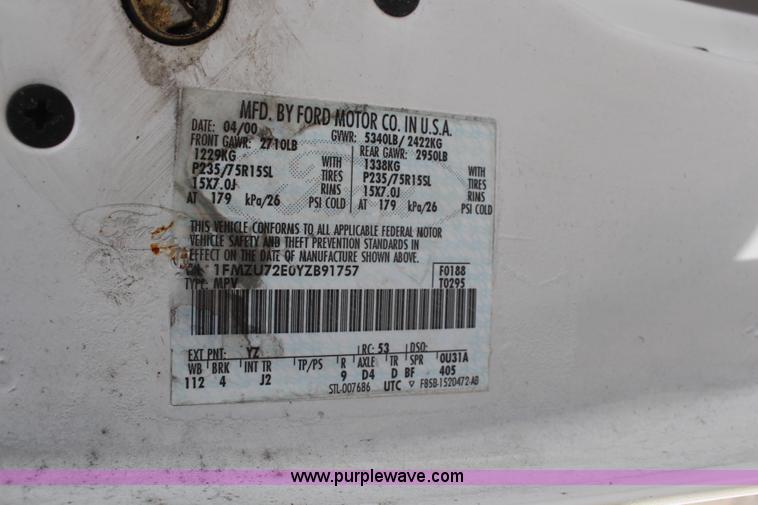 MFD. BY FORD MOTOR CO. IN U.S.A.
DATE: 04/00 GVWR: 5340LB/ 2422KG
FRONT GAWR: 2710LB REAR GAWR: 2950LB
1229KG WITH 1338KG WITH
P235/75R15SL TIRES P235/75R15SL TIRES
15X7.0J RIMS 15X7.0J RIMS
AT 179 kPa/26 PSI COLD AT 179 kPa/26 PSI COLD
THIS VEHICLE CONFORMS TO ALL APPLICABLE FEDERAL MOTOR
VEHICLE SAFETY AND THEFT PREVENTION STANDARDS IN
EFFECT ON THE DATE OF MANUFACTURE SHOWN ABOVE.
1FMZU72E0YZB91757 F0188
TYPE: MPV T0295
EXT PNT: YZ RC: 53 DSO:
WB BRK INT TR TP/PS R AXLE TR SPR 0U31A
112 4 J2 9 D4 D BF 405
STL-007686 UTC ▽ F85B-1520472-AB
www.purplewave.com